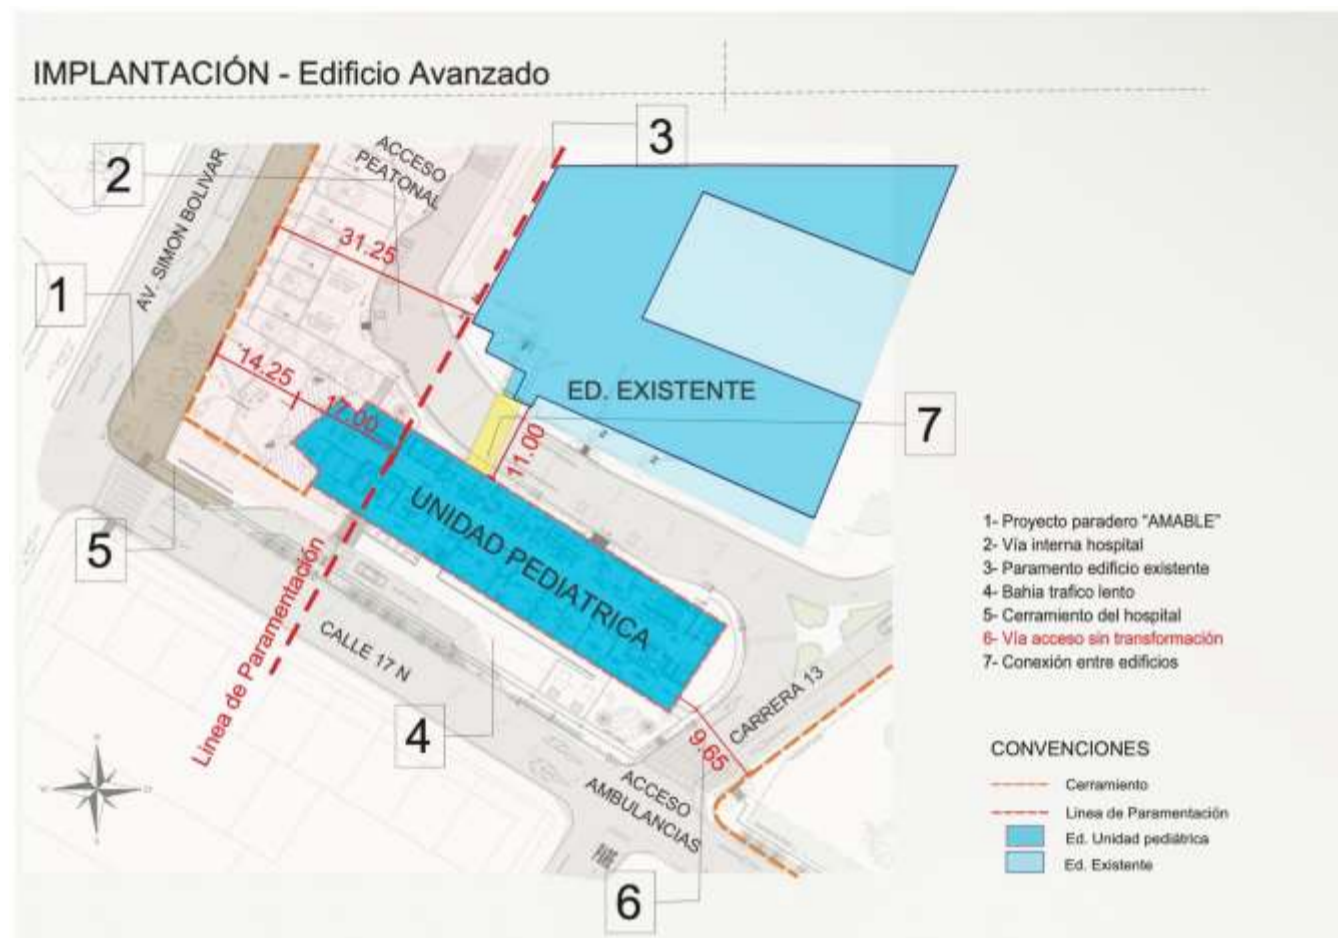 IMPLANTACIÓN - Edificio Avanzado
3
2
ACCESO
PEATONAL
AV. SIMON BOLIVAR
31.25
1
14.25
17.00
ED. EXISTENTE
7
11.00
UNIDAD PEDIATRICA
5
Linea de Paramentación
CALLE 17 N
4
CARRERA 13
9.65
ACCESO
AMBULANCIAS
6
1- Proyecto paradero "AMABLE"
2- Vía interna hospital
3- Paramento edificio existente
4- Bahia trafico lento
5- Cerramiento del hospital
6- Vía acceso sin transformación
7- Conexión entre edificios
CONVENCIONES
Cerramiento
Linea de Paramentación
Ed. Unidad pediátrica
Ed. Existente